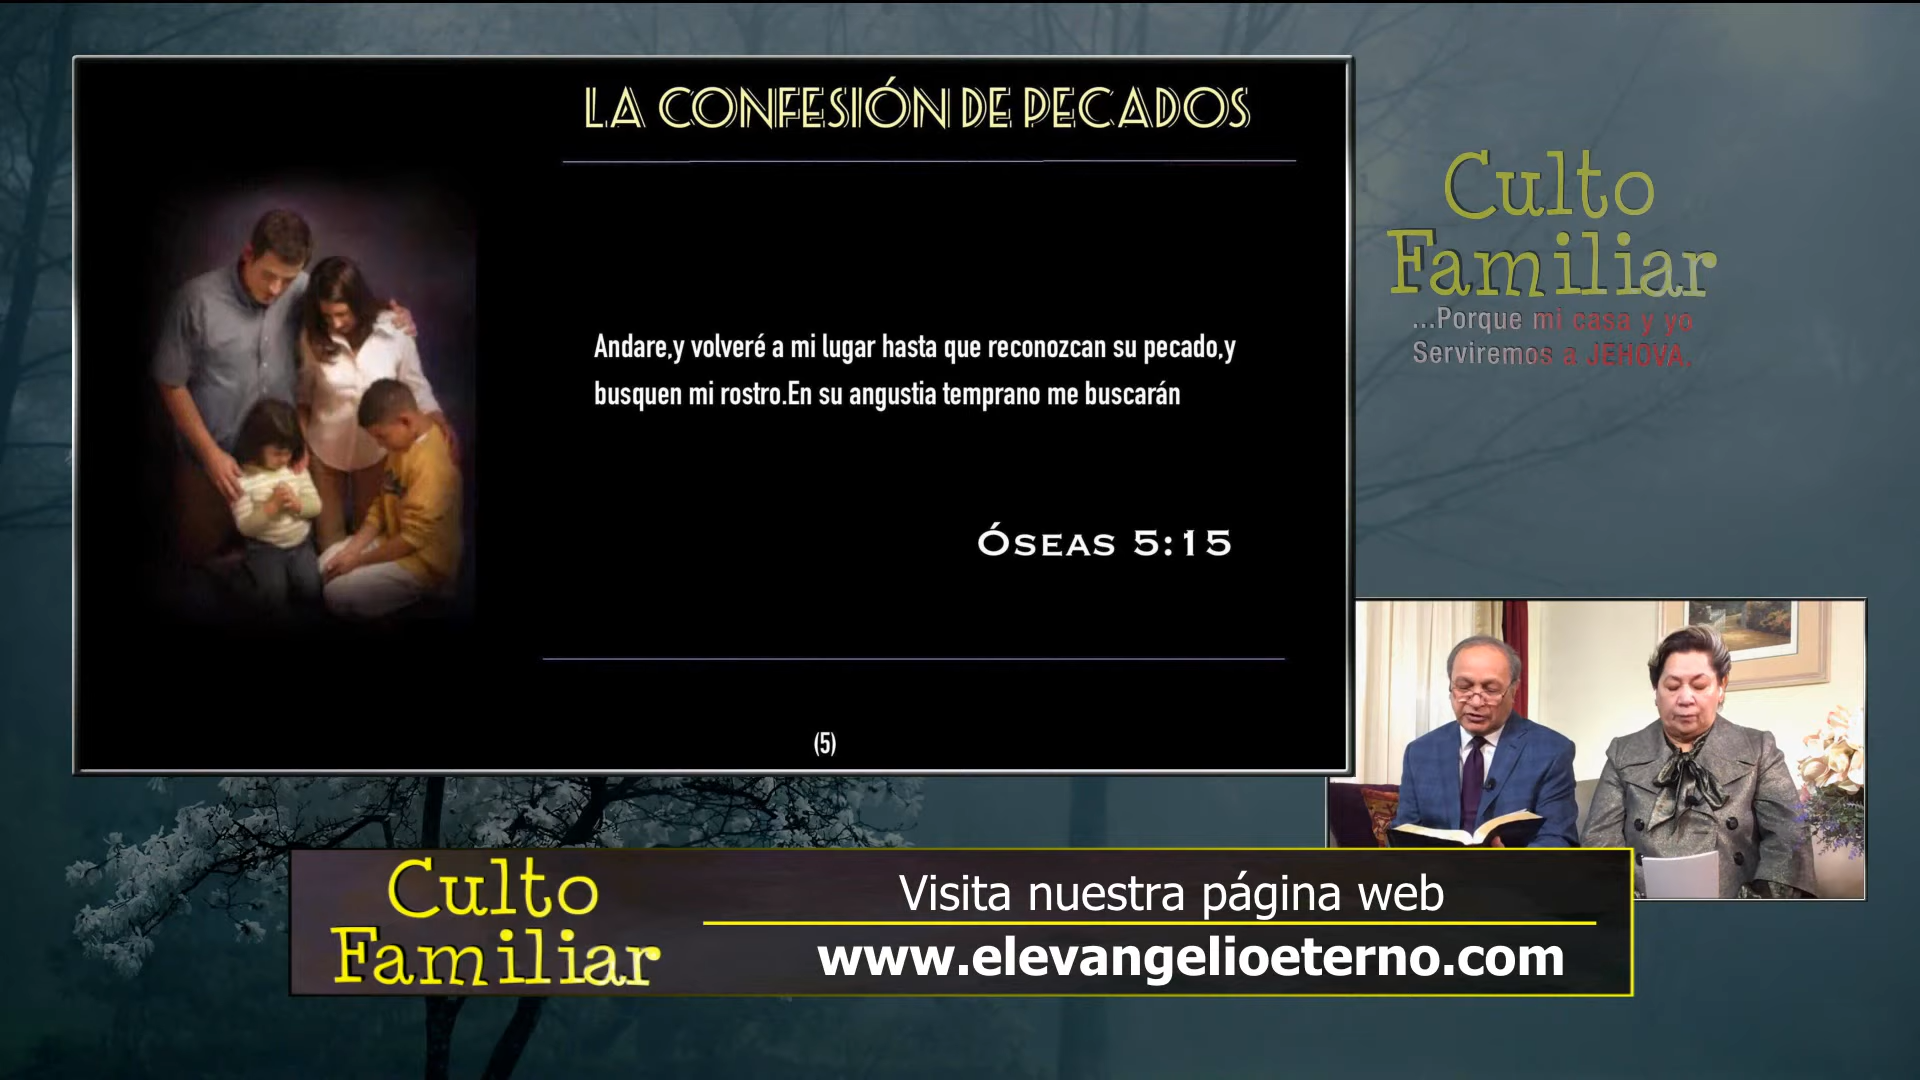 LA CONFESIÓN DE PECADOS
Andare,y volveré a mi lugar hasta que reconozcan su pecado,y
busquen mi rostro.En su angustia temprano me buscarán
ÓSEAS 5:15
(5)
Culto
Familiar
...Porque mi casa y yo
Serviremos a JEHOVA.
Culto
Familiar
Visita nuestra página web
www.elevangelioeterno.com